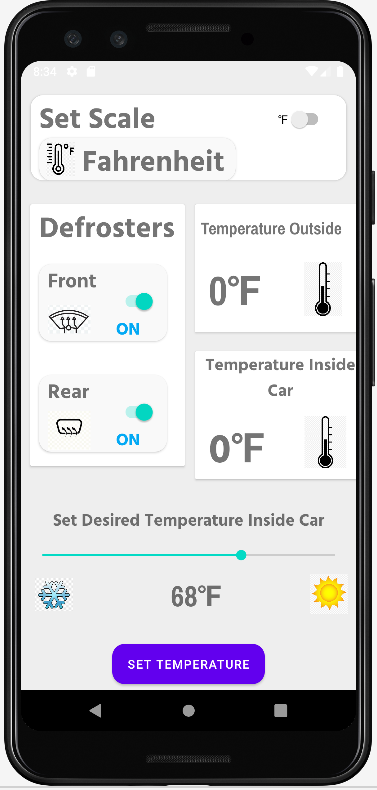 8:34
Set Scale
°F
°F
Fahrenheit
Defrosters
Temperature Outside
Front
0°F
ON
Temperature Inside
Car
Rear
0°F
ON
Set Desired Temperature Inside Car
68°F
SET TEMPERATURE